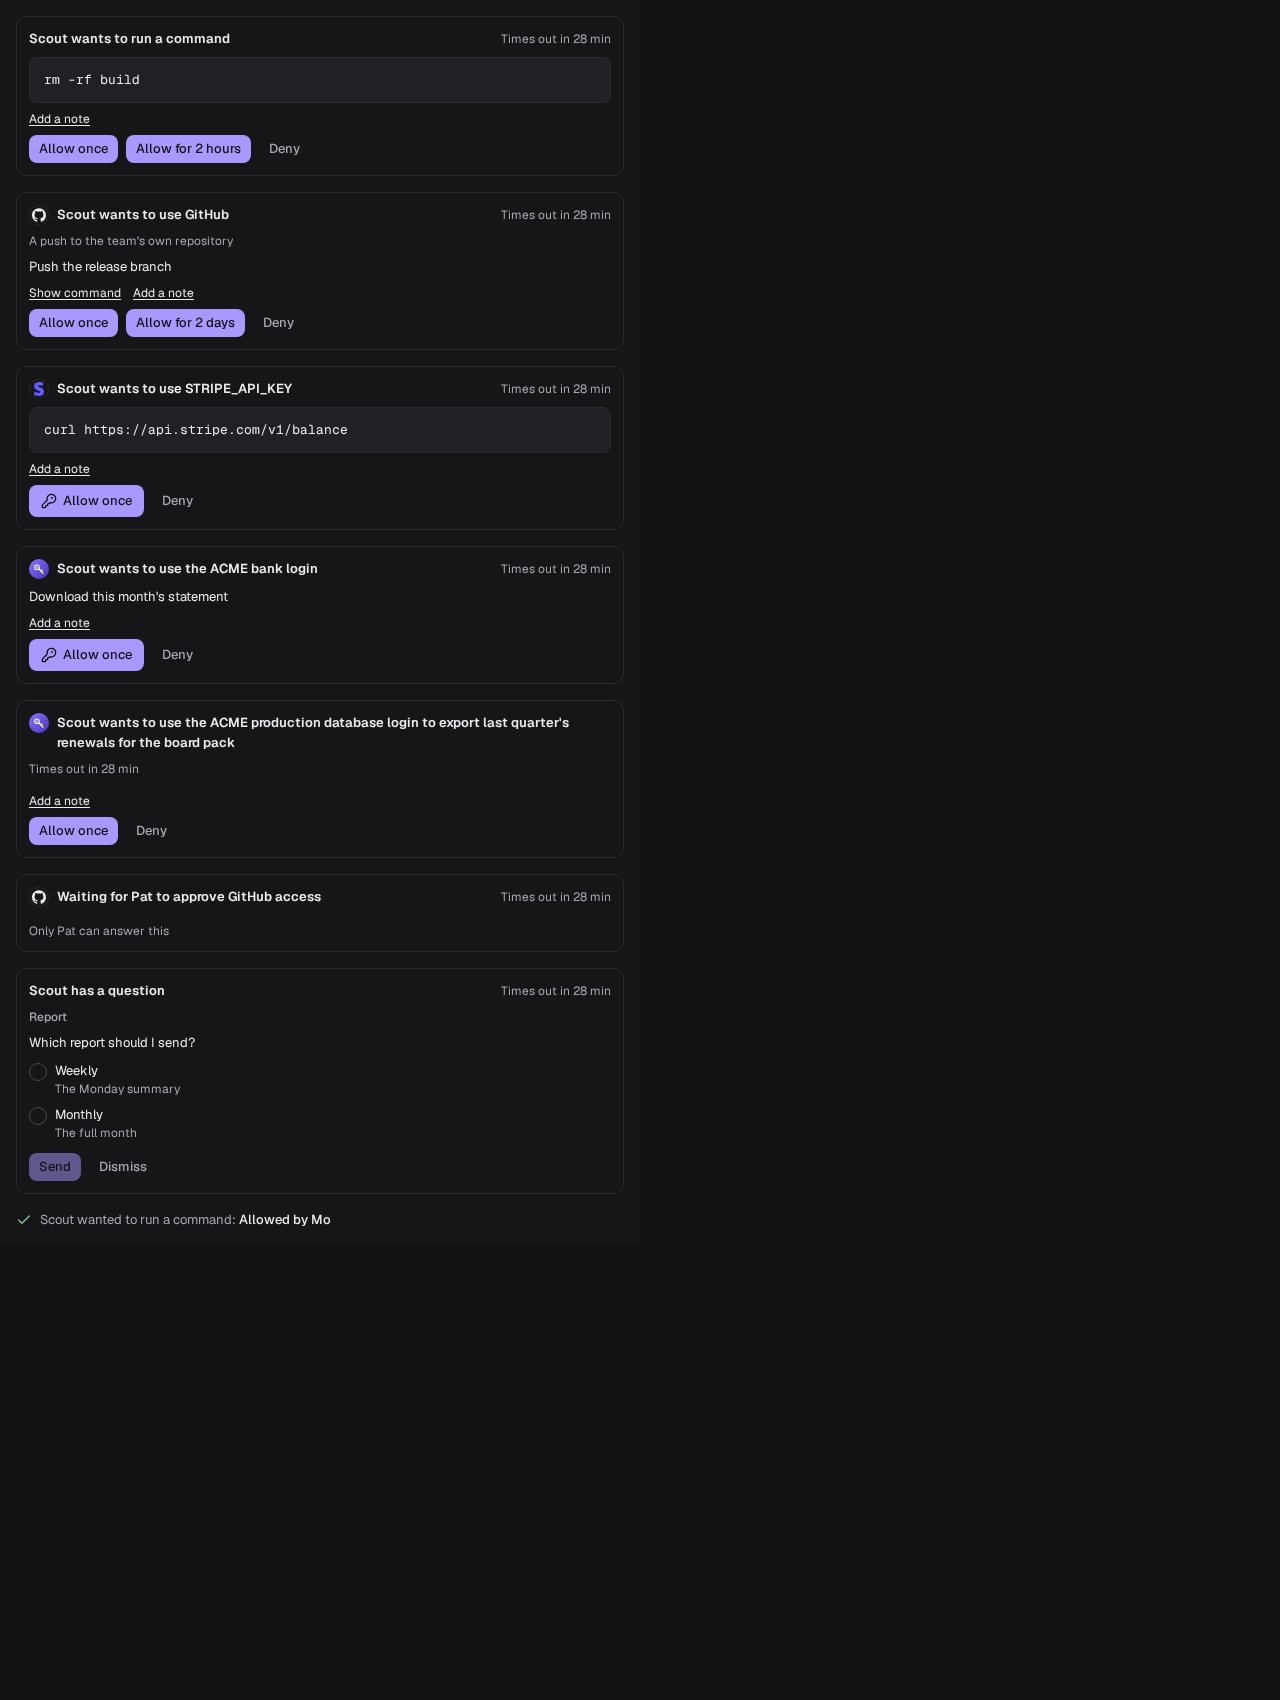 Scout wants to run a command
Times out in 28 min
rm -rf build
Add a note
Allow once
Allow for 2 hours
Deny
Scout wants to use GitHub
Times out in 28 min
A push to the team's own repository
Push the release branch
Show command
Add a note
Allow once
Allow for 2 days
Deny
Scout wants to use STRIPE_API_KEY
Times out in 28 min
curl https://api.stripe.com/v1/balance
Add a note
Allow once
Deny
Scout wants to use the ACME bank login
Times out in 28 min
Download this month's statement
Add a note
Allow once
Deny
Scout wants to use the ACME production database login to export last quarter's
renewals for the board pack
Times out in 28 min
Add a note
Allow once
Deny
Waiting for Pat to approve GitHub access
Times out in 28 min
Only Pat can answer this
Scout has a question
Times out in 28 min
Report
Which report should I send?
Weekly
The Monday summary
Monthly
The full month
Send
Dismiss
Scout wanted to run a command: Allowed by Mo